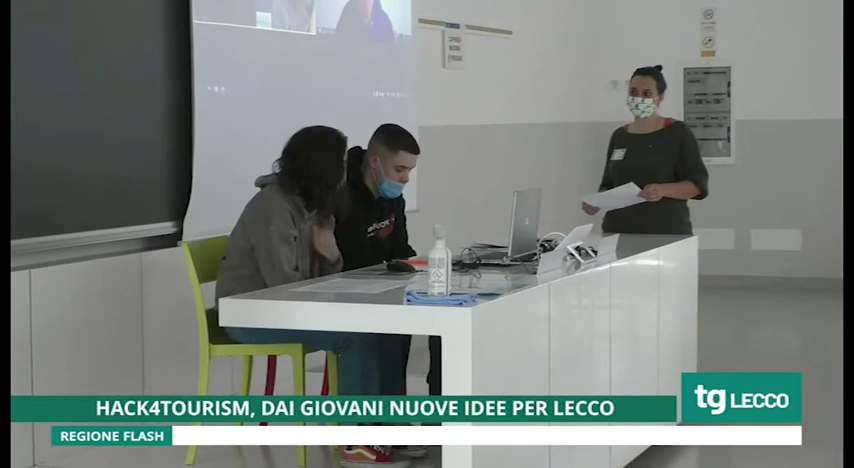 HACK4TOURISM, DAI GIOVANI NUOVE IDEE PER LECCO
tg LECCO
REGIONE FLASH